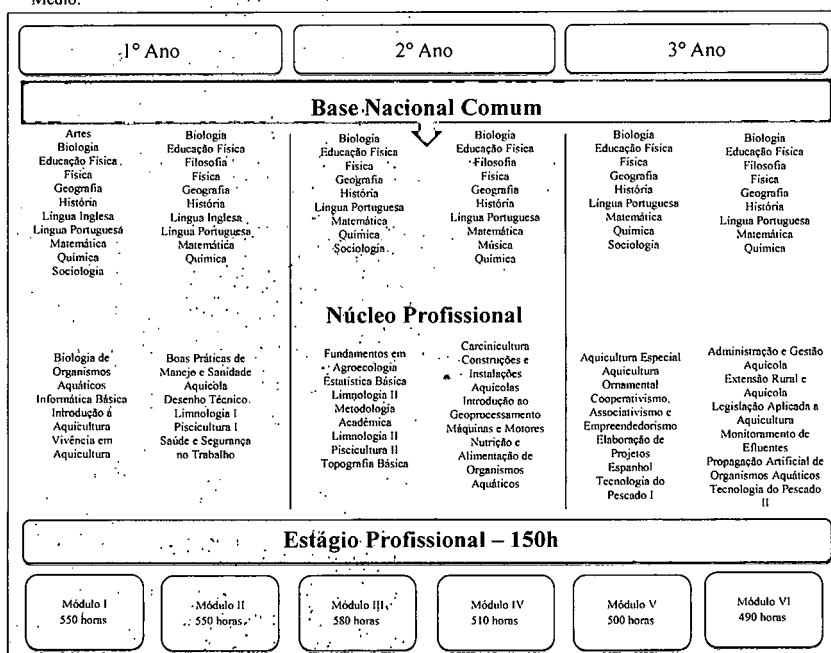 Médio.
1º Ano
2º Ano
3º Ano
Base Nacional Comum
Artes
Biologia
Educação Física
Física
Geografia
História
Língua Inglesa
Língua Portuguesa
Matemática
Química
Sociologia
Biologia
Educação Física
Filosofia
Física
Geografia
História
Língua Inglesa
Língua Portuguesa
Matemática
Química
Biologia
Educação Física
Física
Geografia
História
Língua Portuguesa
Matemática
Química
Sociologia
Biologia
Educação Física
Filosofia
Física
Geografia
História
Língua Portuguesa
Matemática
Música
Química
Biologia
Educação Física
Física
Geografia
História
Língua Portuguesa
Matemática
Química
Sociologia
Biologia
Educação Física
Filosofia
Física
Geografia
História
Língua Portuguesa
Matemática
Química
Núcleo Profissional
Biologia de
Organismos
Aquáticos
Informática Básica
Introdução à
Aquicultura
Vivência em
Aquicultura
Boas Práticas de
Manejo e Sanidade
Aquícola
Desenho Técnico
Limnologia I
Piscicultura I
Saúde e Segurança
no Trabalho
Fundamentos em
Agroecologia
Estatística Básica
Limnologia II
Metodologia
Acadêmica
Limnologia II
Piscicultura II
Topografia Básica
Carcinicultura
Construções e
Instalações
Aquícolas
Introdução ao
Geoprocessamento
Máquinas e Motores
Nutrição e
Alimentação de
Organismos
Aquáticos
Aquicultura Especial
Aquicultura
Ornamental
Cooperativismo,
Associativismo e
Empreendedorismo
Elaboração de
Projetos
Espanhol
Tecnologia do
Pescado I
Administração e Gestão
Aquícola
Extensão Rural e
Aquícola
Legislação Aplicada a
Aquicultura
Monitoramento de
Efluentes
Propagação Artificial de
Organismos Aquáticos
Tecnologia do Pescado
II
Estágio Profissional – 150h
Módulo I
550 horas
Módulo II
550 horas
Módulo III
580 horas
Módulo IV
510 horas
Módulo V
500 horas
Módulo VI
490 horas